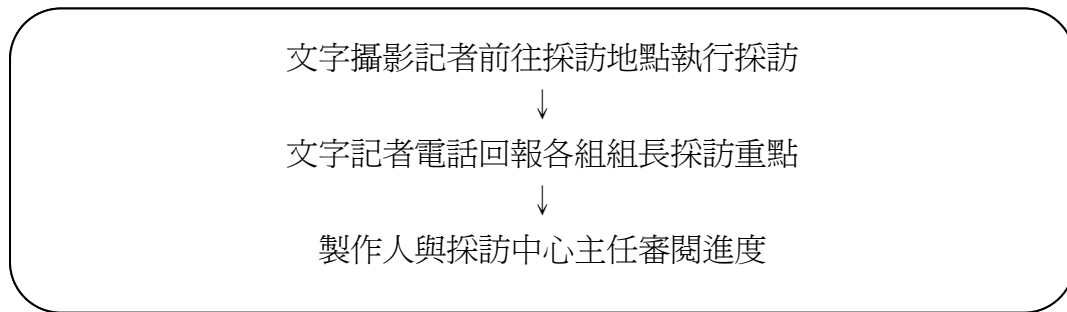 文字攝影記者前往採訪地點執行採訪
↓
文字記者電話回報各組組長採訪重點
↓
製作人與採訪中心主任審閱進度